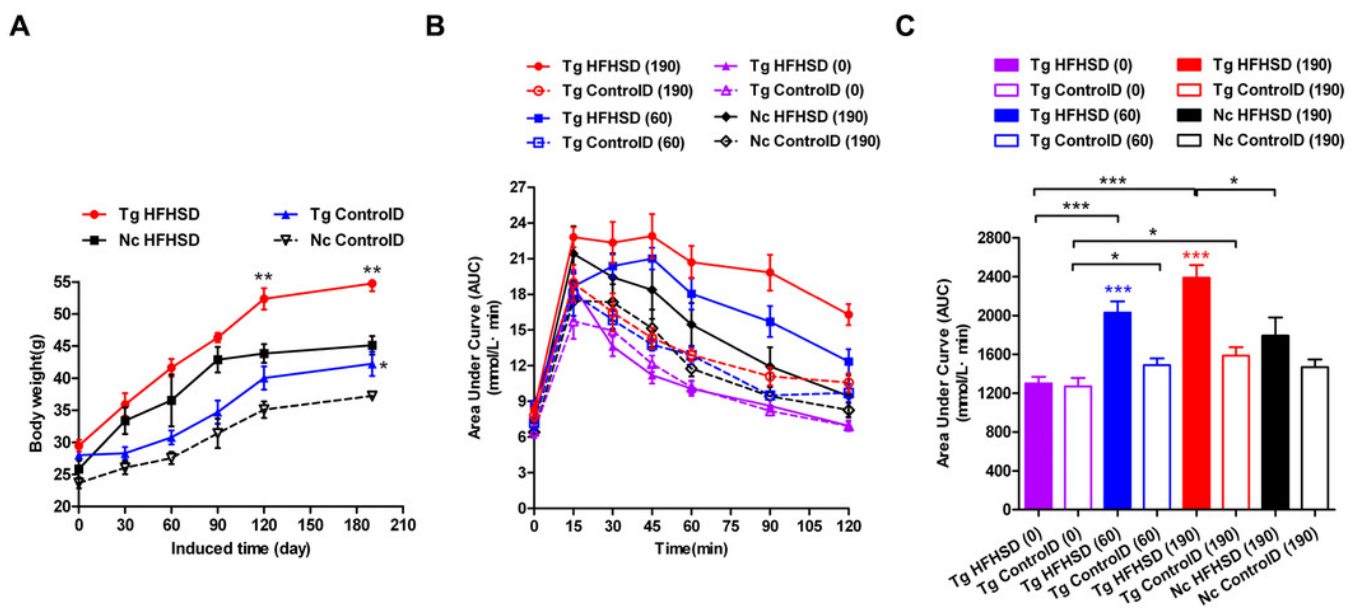 A
Tg HFHSD
Nc HFHSD
Tg ControlD
Nc ControlD
Body weight(g)
55
50
45
40
35
30
25
20
** **
*
0 30 60 90 120 150 180 210
Induced time (day)
B
Tg HFHSD (190)
Tg ControlD (190)
Tg HFHSD (60)
Tg ControlD (60)
Tg HFHSD (0)
Tg ControlD (0)
Nc HFHSD (190)
Nc ControlD (190)
Area Under Curve (AUC)
(mmol/L· min)
27
24
21
18
15
12
9
6
3
0
0 15 30 45 60 75 90 105 120
Time(min)
C
Tg HFHSD (0)
Tg ControlD (0)
Tg HFHSD (60)
Tg ControlD (60)
Tg HFHSD (190)
Tg ControlD (190)
Nc HFHSD (190)
Nc ControlD (190)
*** *
***
*
*
***
***
Area Under Curve (AUC)
(mmol/L· min)
2800
2400
2000
1600
1200
800
400
0
Tg HFHSD (0)
Tg ControlD (0)
Tg HFHSD (60)
Tg ControlD (60)
Tg HFHSD (190)
Tg ControlD (190)
Nc HFHSD (190)
Nc ControlD (190)